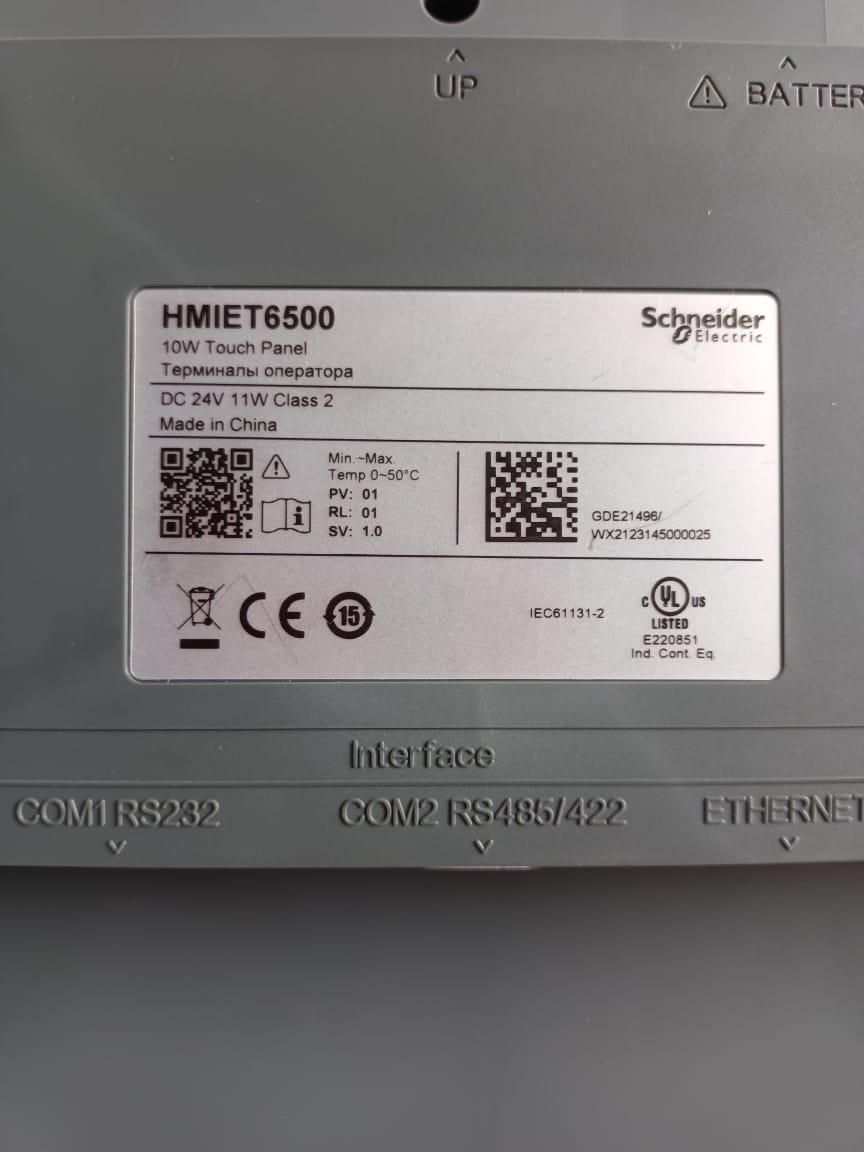 UP
BATTER
HMIET6500
Schneider
Electric
10W Touch Panel
Терминалы оператора
DC 24V 11W Class 2
Made in China
Min.~Max.
Temp 0~50°C
PV: 01
RL: 01
SV: 1.0
GDE21496/
WX2123145000025
CE
15
IEC61131-2
C UL US
LISTED
E220851
Ind. Cont. Eq.
Interface
COM1 RS232
COM2 RS485/422
ETHERNET